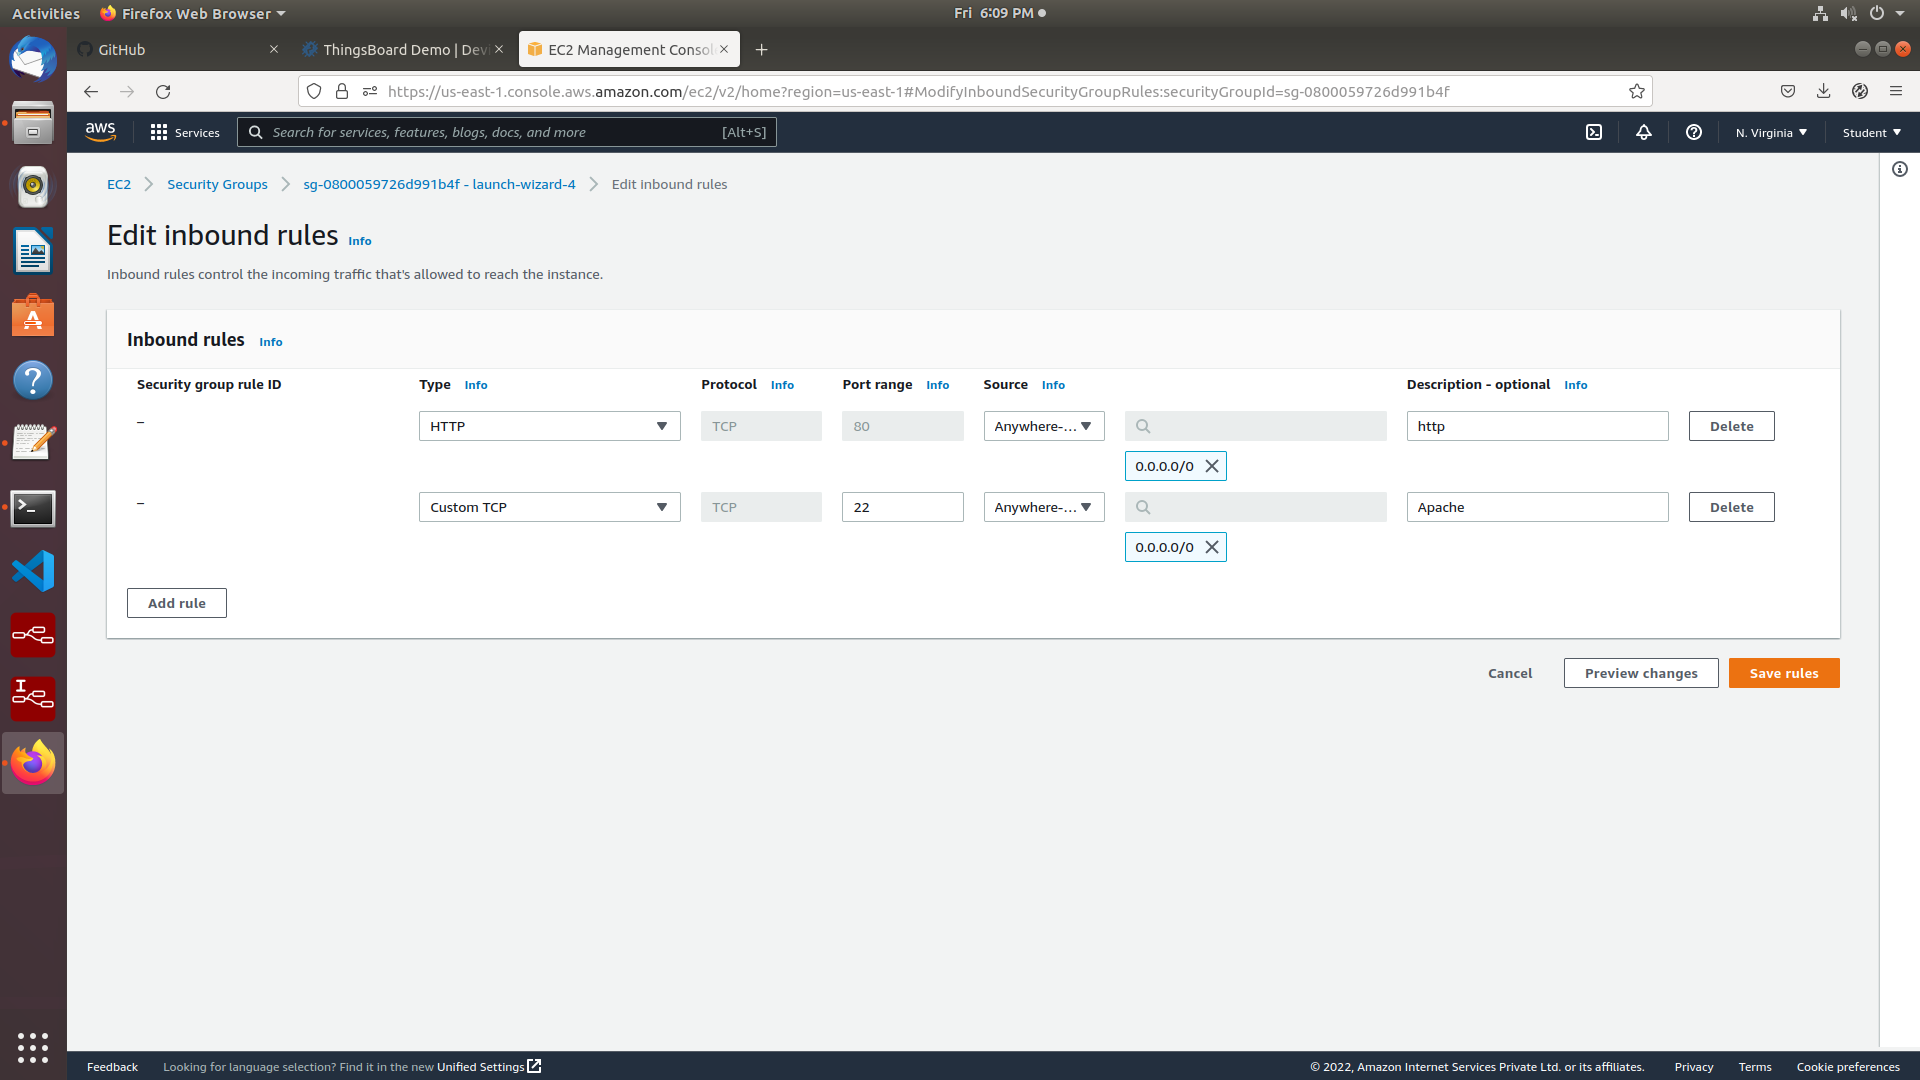 Activities
Firefox Web Browser
Fri 6:09 PM
GitHub
ThingsBoard Demo | Devi
EC2 Management Consol
https://us-east-1.console.aws.amazon.com/ec2/v2/home?region=us-east-1#ModifyInboundSecurityGroupRules:securityGroupId=sg-0800059726d991b4f
aws
Services
Search for services, features, blogs, docs, and more
[Alt+S]
N. Virginia
Student
EC2
Security Groups
sg-0800059726d991b4f - launch-wizard-4
Edit inbound rules
Edit inbound rules Info
Inbound rules control the incoming traffic that's allowed to reach the instance.
Inbound rules Info
Security group rule ID
Type Info
Protocol Info
Port range Info
Source Info
Description - optional Info
–
HTTP
TCP
80
Anywhere-...
http
Delete
0.0.0.0/0
–
Custom TCP
TCP
22
Anywhere-...
Apache
Delete
0.0.0.0/0
Add rule
Cancel
Preview changes
Save rules
Feedback
Looking for language selection? Find it in the new Unified Settings
© 2022, Amazon Internet Services Private Ltd. or its affiliates.
Privacy
Terms
Cookie preferences